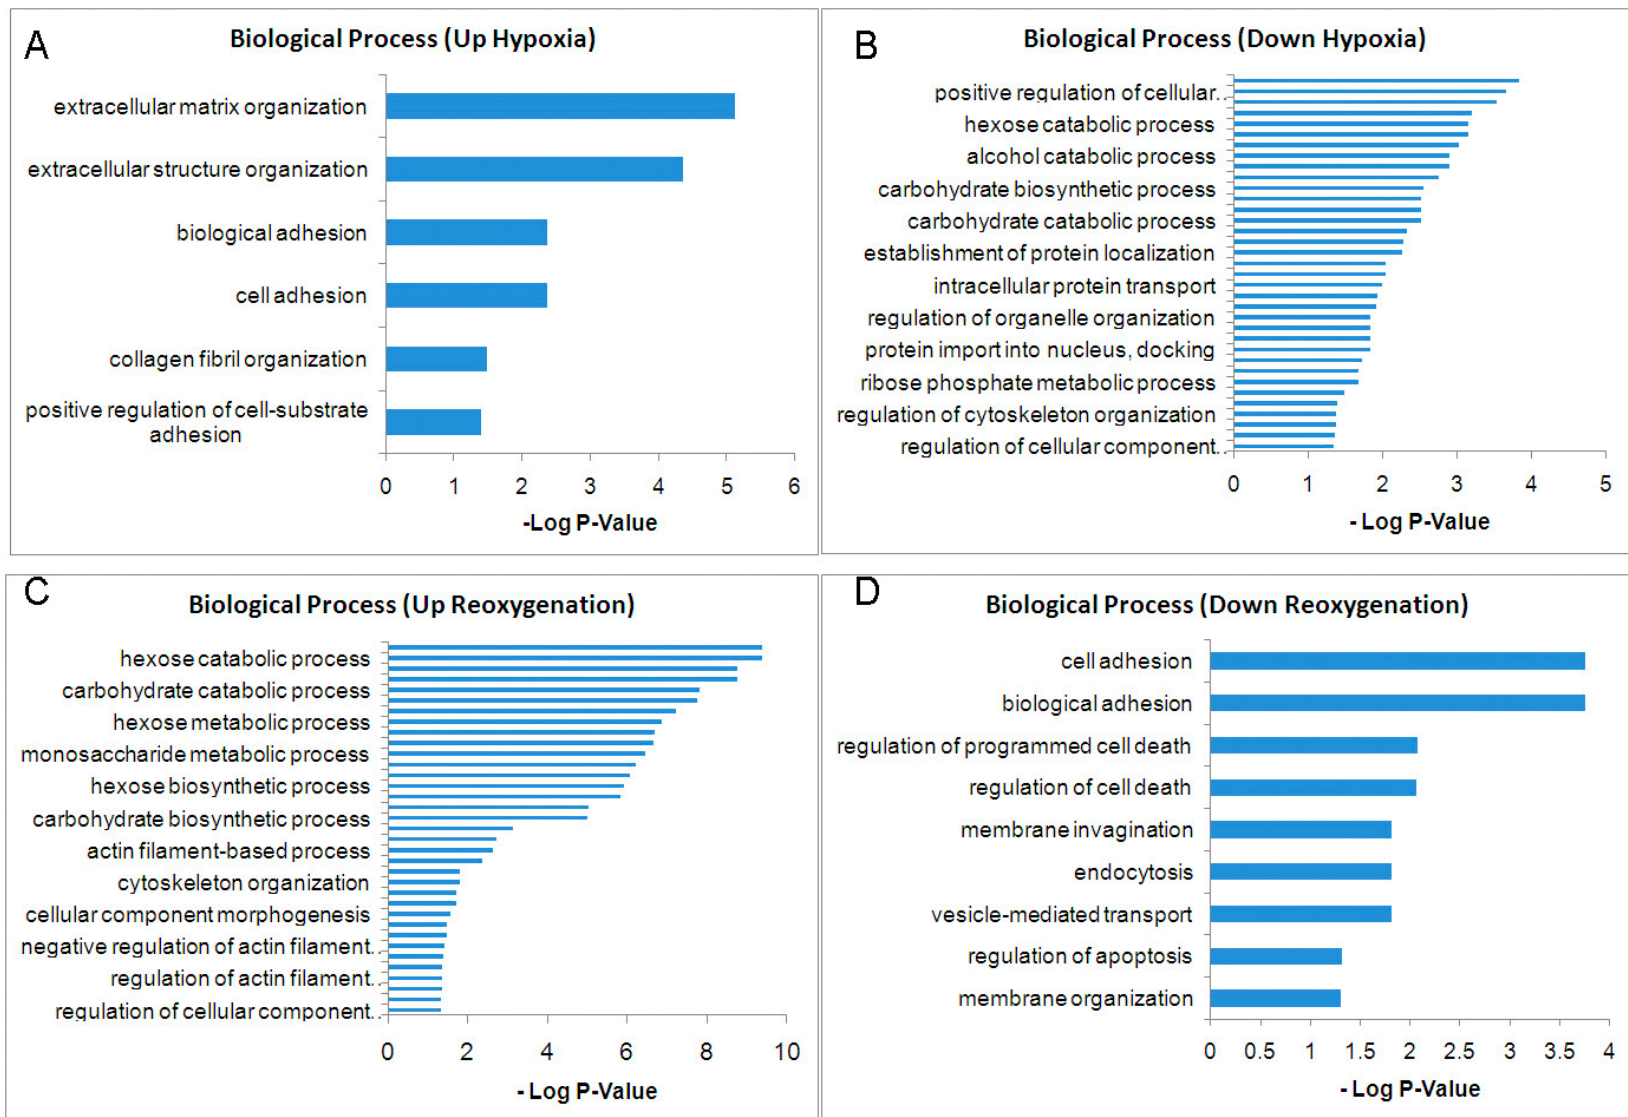 A
Biological Process (Up Hypoxia)
extracellular matrix organization
extracellular structure organization
biological adhesion
cell adhesion
collagen fibril organization
positive regulation of cell-substrate
adhesion
0 1 2 3 4 5 6
-Log P-Value
B
Biological Process (Down Hypoxia)
positive regulation of cellular..
hexose catabolic process
alcohol catabolic process
carbohydrate biosynthetic process
carbohydrate catabolic process
establishment of protein localization
intracellular protein transport
regulation of organelle organization
protein import into nucleus, docking
ribose phosphate metabolic process
regulation of cytoskeleton organization
regulation of cellular component..
0 1 2 3 4 5
- Log P-Value
C
Biological Process (Up Reoxygenation)
hexose catabolic process
carbohydrate catabolic process
hexose metabolic process
monosaccharide metabolic process
hexose biosynthetic process
carbohydrate biosynthetic process
actin filament-based process
cytoskeleton organization
cellular component morphogenesis
negative regulation of actin filament..
regulation of actin filament..
regulation of cellular component..
0 2 4 6 8 10
- Log P-Value
D
Biological Process (Down Reoxygenation)
cell adhesion
biological adhesion
regulation of programmed cell death
regulation of cell death
membrane invagination
endocytosis
vesicle-mediated transport
regulation of apoptosis
membrane organization
0 0.5 1 1.5 2 2.5 3 3.5 4
- Log P-Value